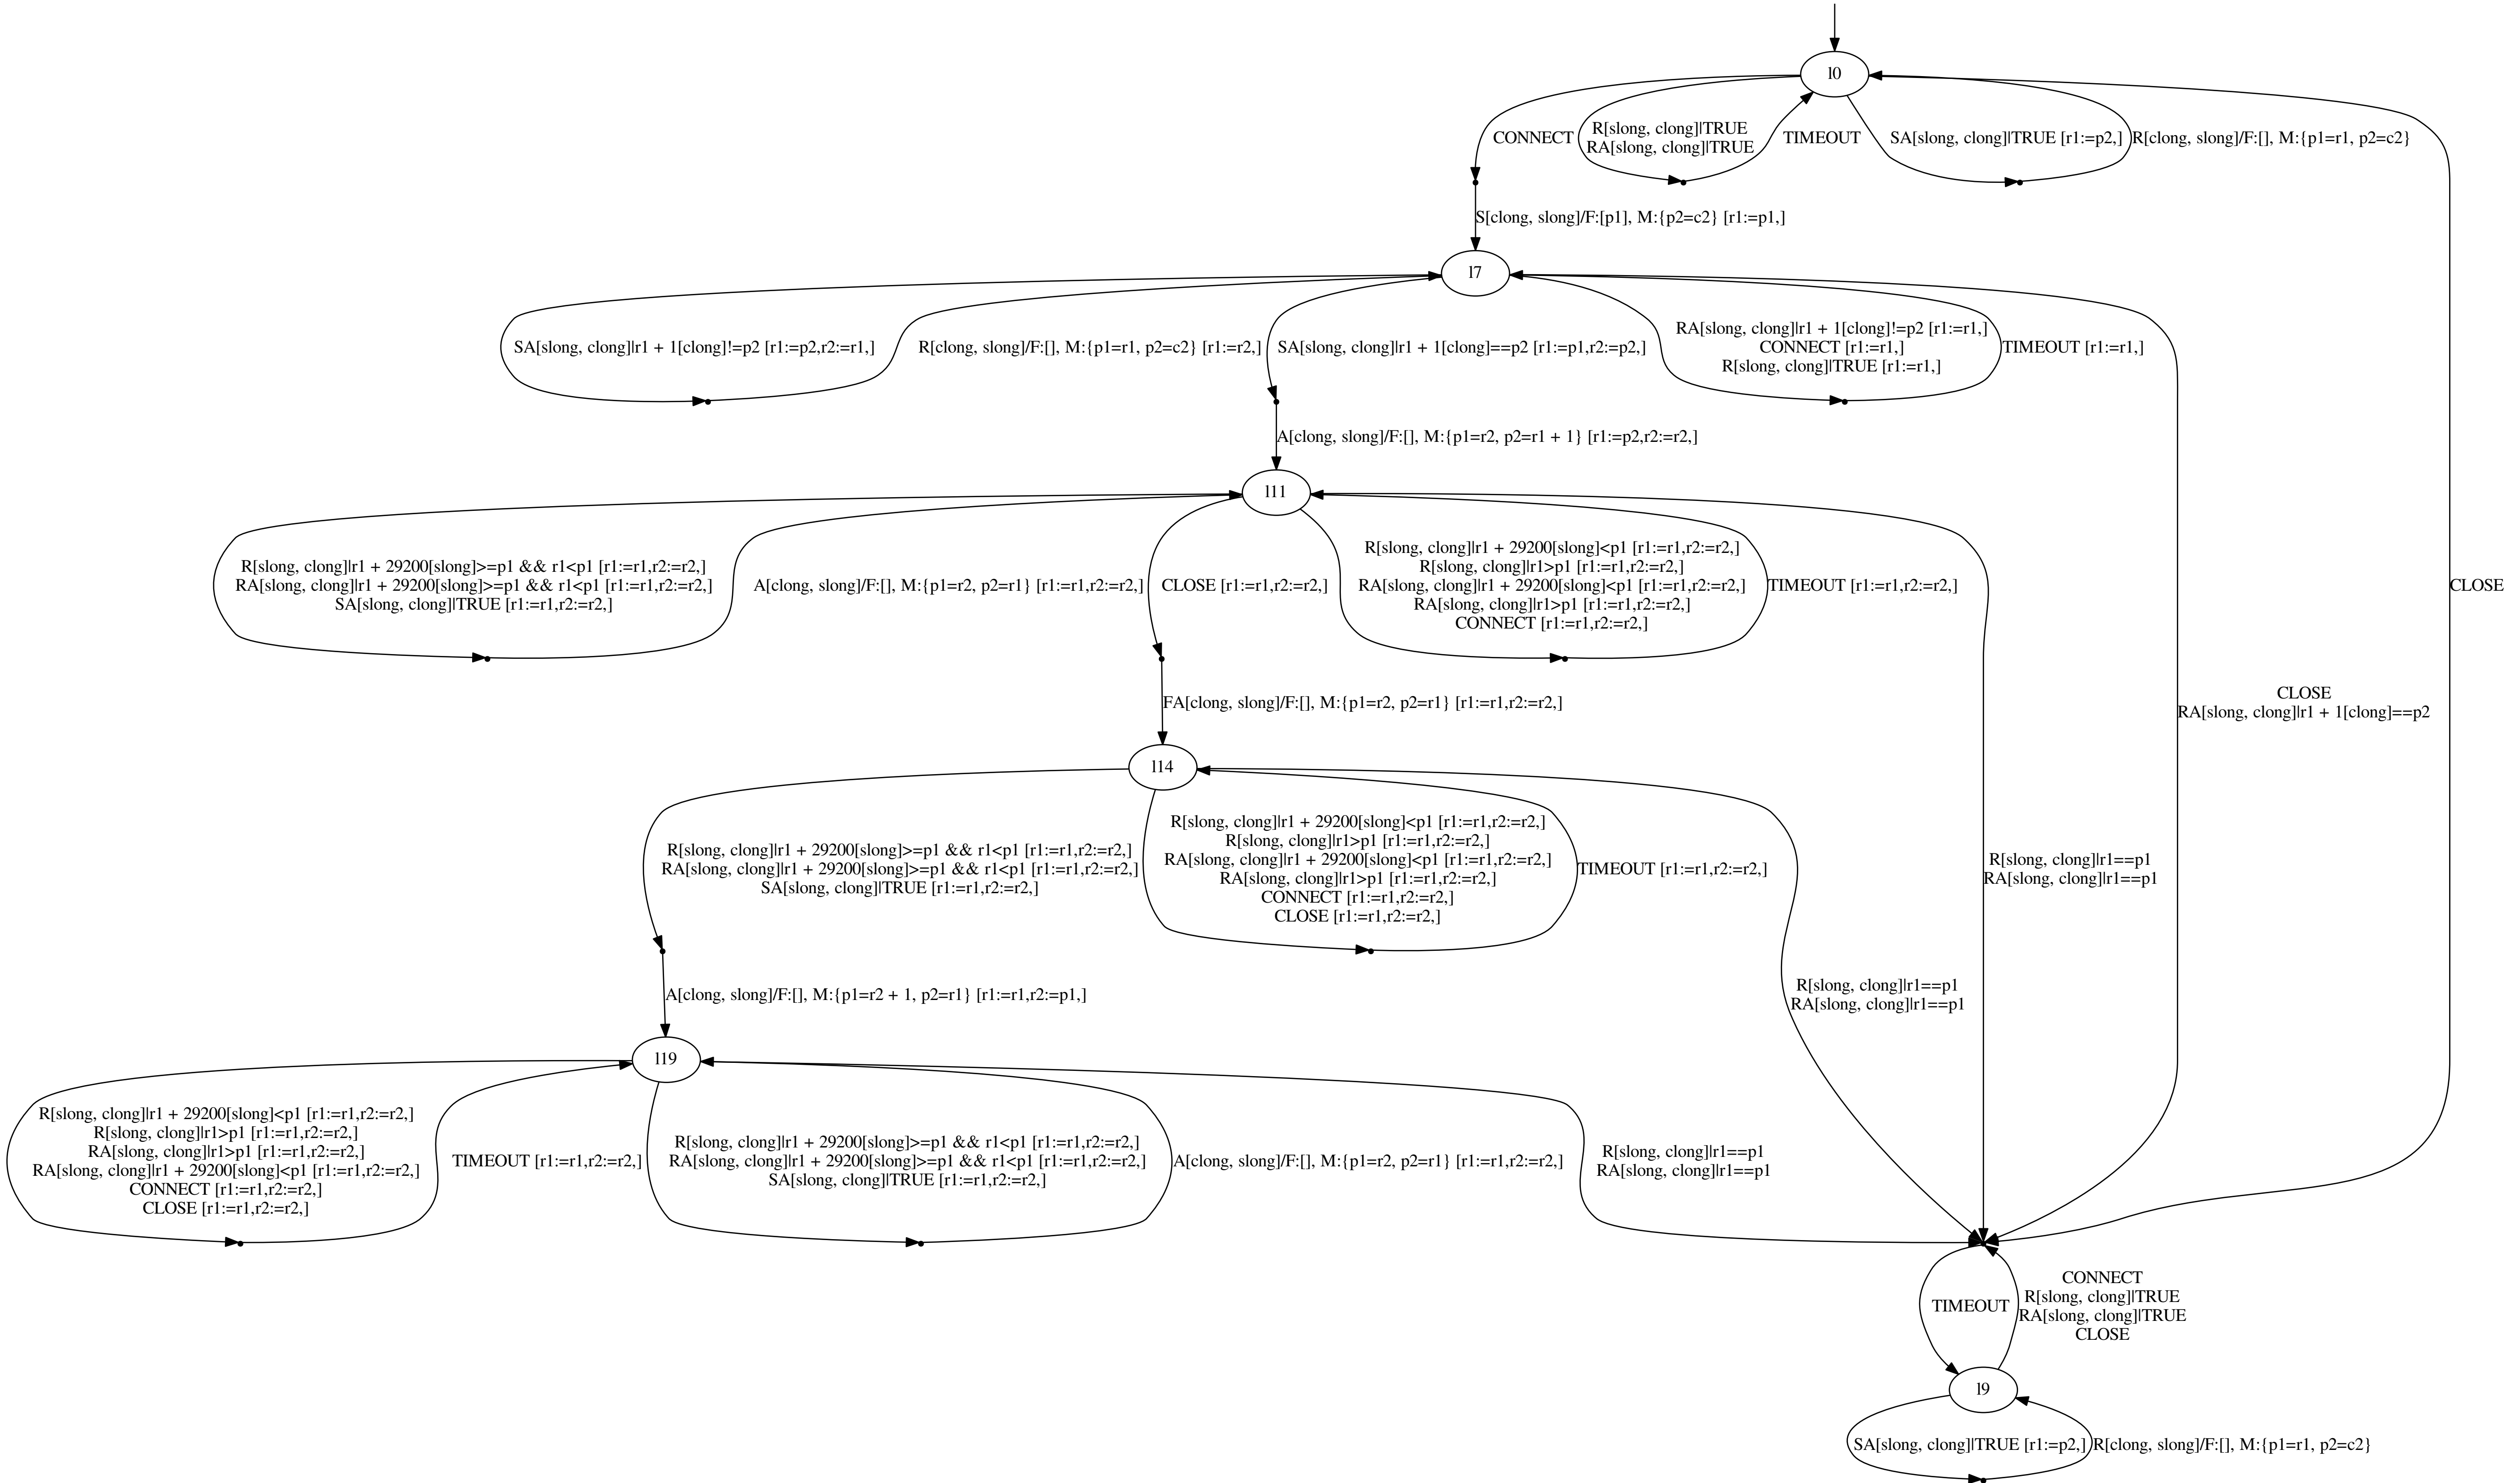 l0
CONNECT
R[slong, clong]|TRUE
RA[slong, clong]|TRUE
TIMEOUT
SA[slong, clong]|TRUE [r1:=p2,]
R[clong, slong]/F:[], M:{p1=r1, p2=c2}
S[clong, slong]/F:[p1], M:{p2=c2} [r1:=p1,]
l7
SA[slong, clong]|r1 + 1[clong]!=p2 [r1:=p2,r2:=r1,]
R[clong, slong]/F:[], M:{p1=r1, p2=c2} [r1:=r2,]
SA[slong, clong]|r1 + 1[clong]==p2 [r1:=p1,r2:=p2,]
RA[slong, clong]|r1 + 1[clong]!=p2 [r1:=r1,]
CONNECT [r1:=r1,]
R[slong, clong]|TRUE [r1:=r1,]
TIMEOUT [r1:=r1,]
A[clong, slong]/F:[], M:{p1=r2, p2=r1 + 1} [r1:=p2,r2:=r2,]
l11
R[slong, clong]|r1 + 29200[slong]>=p1 && r1<p1 [r1:=r1,r2:=r2,]
RA[slong, clong]|r1 + 29200[slong]>=p1 && r1<p1 [r1:=r1,r2:=r2,]
SA[slong, clong]|TRUE [r1:=r1,r2:=r2,]
A[clong, slong]/F:[], M:{p1=r2, p2=r1} [r1:=r1,r2:=r2,]
CLOSE [r1:=r1,r2:=r2,]
R[slong, clong]|r1 + 29200[slong]<p1 [r1:=r1,r2:=r2,]
R[slong, clong]|r1>p1 [r1:=r1,r2:=r2,]
RA[slong, clong]|r1 + 29200[slong]<p1 [r1:=r1,r2:=r2,]
RA[slong, clong]|r1>p1 [r1:=r1,r2:=r2,]
CONNECT [r1:=r1,r2:=r2,]
TIMEOUT [r1:=r1,r2:=r2,]
CLOSE
CLOSE
RA[slong, clong]|r1 + 1[clong]==p2
FA[clong, slong]/F:[], M:{p1=r2, p2=r1} [r1:=r1,r2:=r2,]
l14
R[slong, clong]|r1 + 29200[slong]>=p1 && r1<p1 [r1:=r1,r2:=r2,]
RA[slong, clong]|r1 + 29200[slong]>=p1 && r1<p1 [r1:=r1,r2:=r2,]
SA[slong, clong]|TRUE [r1:=r1,r2:=r2,]
R[slong, clong]|r1 + 29200[slong]<p1 [r1:=r1,r2:=r2,]
R[slong, clong]|r1>p1 [r1:=r1,r2:=r2,]
RA[slong, clong]|r1 + 29200[slong]<p1 [r1:=r1,r2:=r2,]
RA[slong, clong]|r1>p1 [r1:=r1,r2:=r2,]
CONNECT [r1:=r1,r2:=r2,]
CLOSE [r1:=r1,r2:=r2,]
TIMEOUT [r1:=r1,r2:=r2,]
R[slong, clong]|r1==p1
RA[slong, clong]|r1==p1
R[slong, clong]|r1==p1
RA[slong, clong]|r1==p1
A[clong, slong]/F:[], M:{p1=r2 + 1, p2=r1} [r1:=r1,r2:=p1,]
l19
R[slong, clong]|r1 + 29200[slong]<p1 [r1:=r1,r2:=r2,]
R[slong, clong]|r1>p1 [r1:=r1,r2:=r2,]
RA[slong, clong]|r1>p1 [r1:=r1,r2:=r2,]
RA[slong, clong]|r1 + 29200[slong]<p1 [r1:=r1,r2:=r2,]
CONNECT [r1:=r1,r2:=r2,]
CLOSE [r1:=r1,r2:=r2,]
TIMEOUT [r1:=r1,r2:=r2,]
R[slong, clong]|r1 + 29200[slong]>=p1 && r1<p1 [r1:=r1,r2:=r2,]
RA[slong, clong]|r1 + 29200[slong]>=p1 && r1<p1 [r1:=r1,r2:=r2,]
SA[slong, clong]|TRUE [r1:=r1,r2:=r2,]
A[clong, slong]/F:[], M:{p1=r2, p2=r1} [r1:=r1,r2:=r2,]
R[slong, clong]|r1==p1
RA[slong, clong]|r1==p1
TIMEOUT
CONNECT
R[slong, clong]|TRUE
RA[slong, clong]|TRUE
CLOSE
l9
SA[slong, clong]|TRUE [r1:=p2,]
R[clong, slong]/F:[], M:{p1=r1, p2=c2}